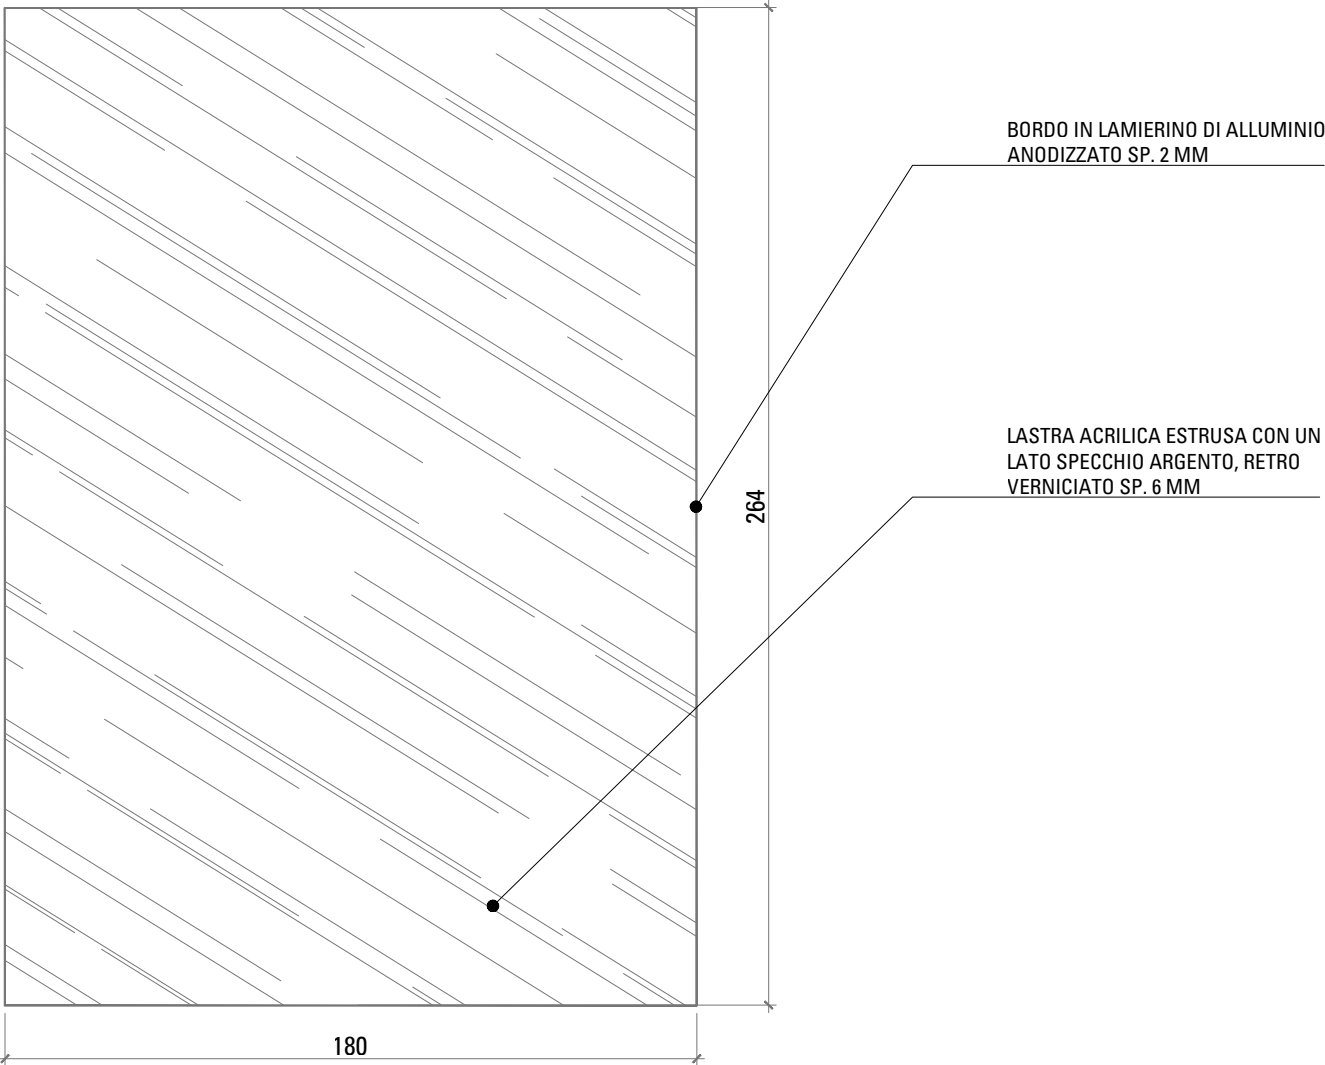 BORDO IN LAMIERINO DI ALLUMINIO
ANODIZZATO SP. 2 MM
LASTRA ACRILICA ESTRUSA CON UN
LATO SPECCHIO ARGENTO, RETRO
VERNICIATO SP. 6 MM
264
180